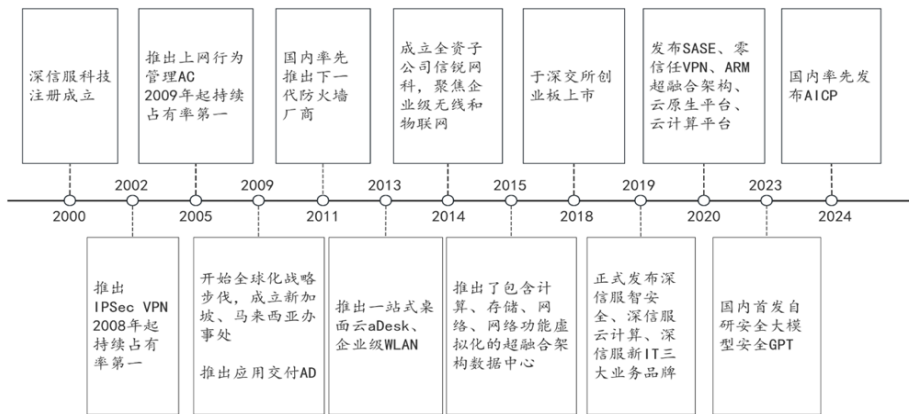 深信服科技
注册成立
推出上网行为
管理AC
2009年起持续
占有率第一
国内率先
推出下一
代防火墙
厂商
成立全资子
公司信锐网
科，聚焦企
业级无线和
物联网
于深交所创
业板上市
发布SASE、零
信任VPN、ARM
超融合架构、
云原生平台、
云计算平台
国内率先发
布AICP
2002
2009
2013
2015
2019
2023
2000
2005
2011
2014
2018
2020
2024
推出
IPSec VPN
2008年起
持续占有
率第一
开始全球化战略
步伐，成立新加
坡、马来西亚办
事处
推出应用交付AD
推出一站式桌
面云aDesk、
企业级WLAN
推出了包含计
算、存储、网
络、网络功能虚
拟化的超融合架
构数据中心
正式发布深
信服智安
全、深信服
云计算、深
信服新IT三
大业务品牌
国内首发自
研安全大模
型安全GPT